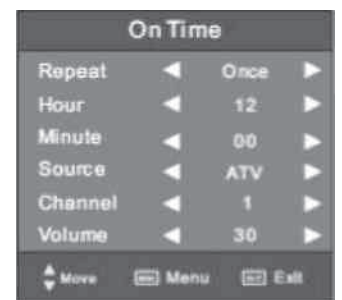 On Time
Repeat Once
Hour 12
Minute 00
Source ATV
Channel 1
Volume 30
Move Menu Exit